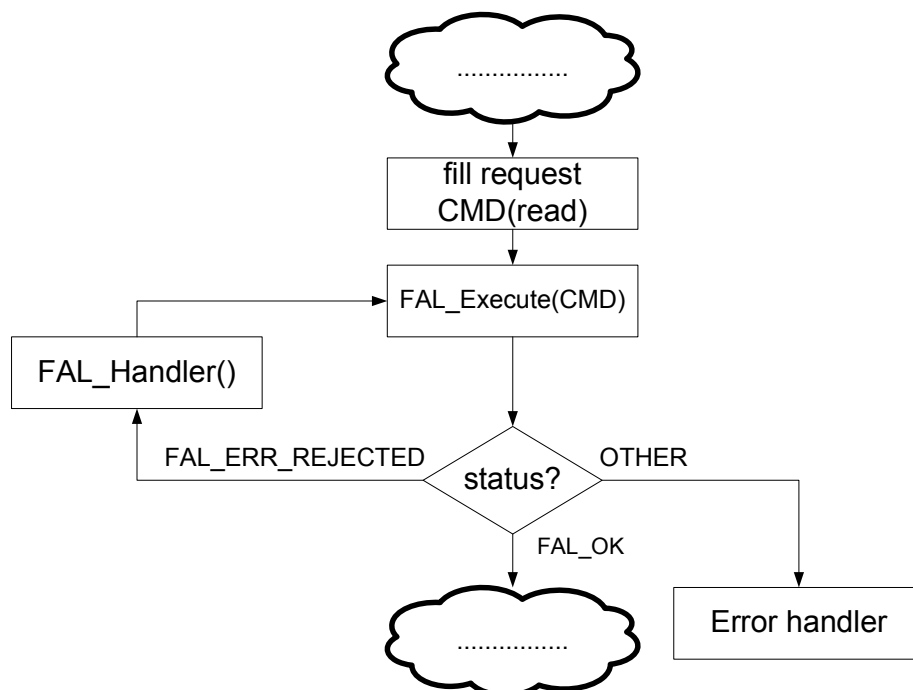 ................
fill request
CMD(read)
FAL_Execute(CMD)
FAL_Handler()
FAL_ERR_REJECTED
status?
OTHER
FAL_OK
Error handler
................